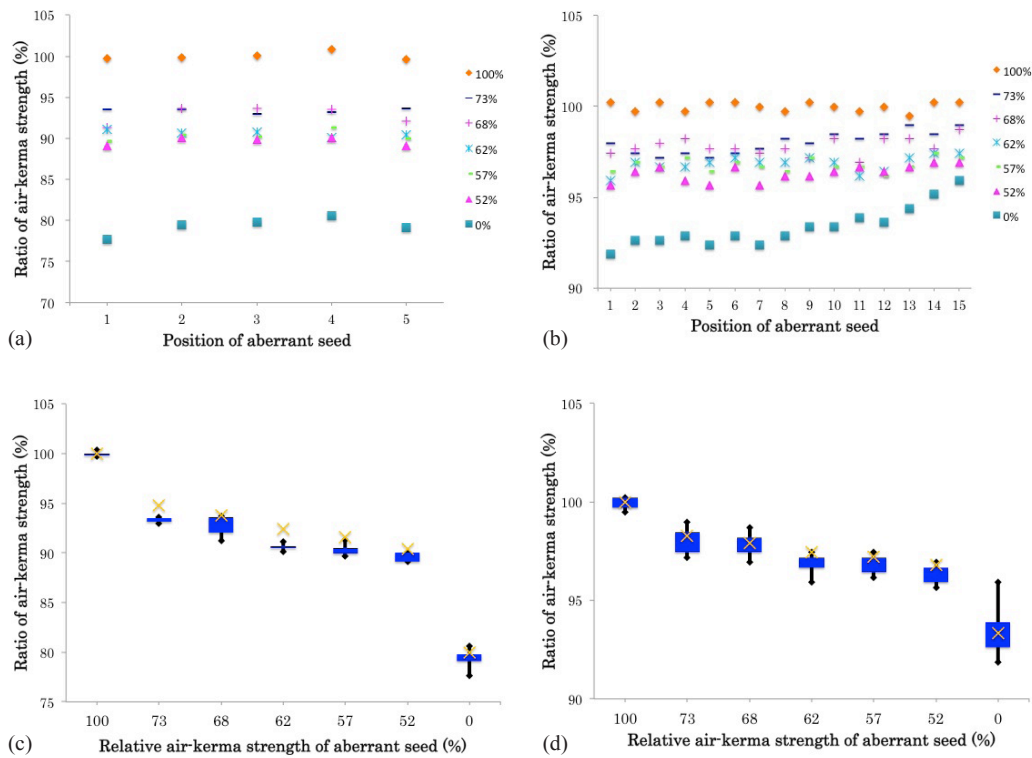 105
100
95
90
85
80
75
70
Ratio of air-kerma strength (%)
1 2 3 4 5
Position of aberrant seed
100%
73%
68%
62%
57%
52%
0%
(a)
105
100
95
90
Ratio of air-kerma strength (%)
1 2 3 4 5 6 7 8 9 10 11 12 13 14 15
Position of aberrant seed
100%
73%
68%
62%
57%
52%
0%
(b)
105
100
95
90
85
80
75
Ratio of air-kerma strength (%)
100 73 68 62 57 52 0
Relative air-kerma strength of aberrant seed (%)
(c)
105
100
95
90
Ratio of air-kerma strength (%)
100 73 68 62 57 52 0
Relative air-kerma strength of aberrant seed (%)
(d)